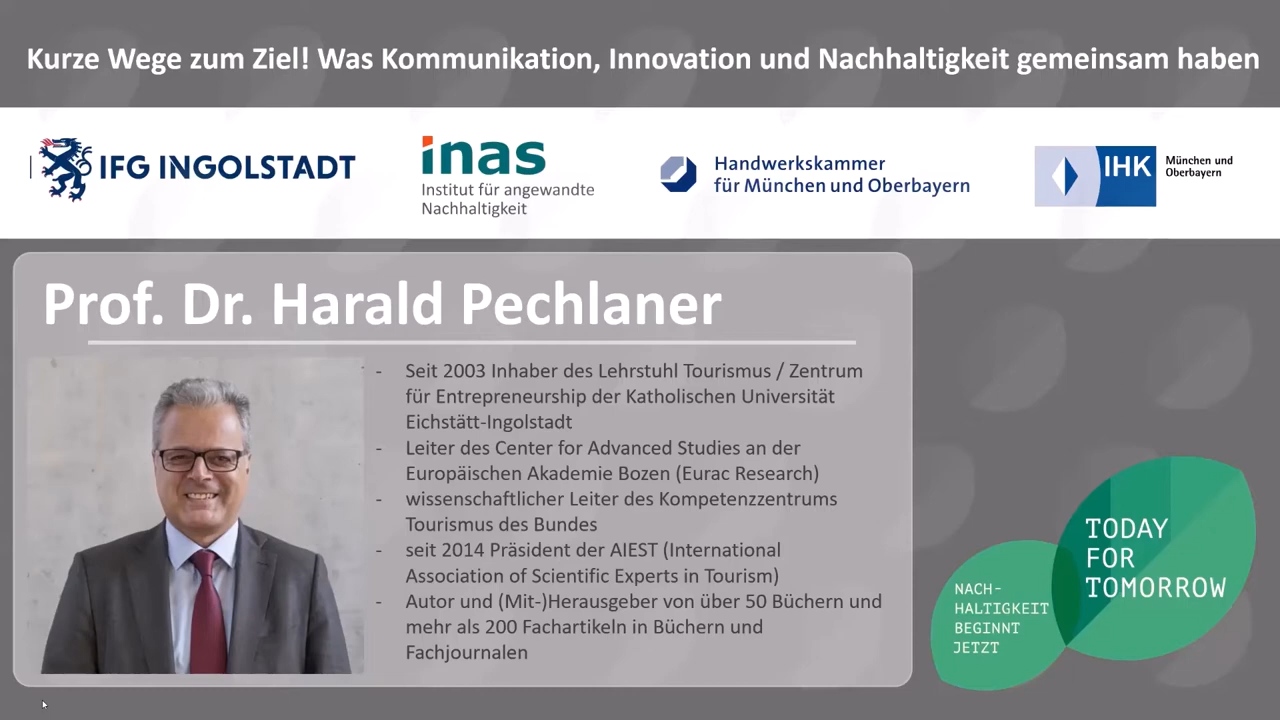 Kurze Wege zum Ziel! Was Kommunikation, Innovation und Nachhaltigkeit gemeinsam haben
IFG INGOLSTADT
inas
Institut für angewandte
Nachhaltigkeit
Handwerkskammer
für München und Oberbayern
IHK
München und
Oberbayern
Prof. Dr. Harald Pechlaner
- Seit 2003 Inhaber des Lehrstuhl Tourismus / Zentrum
für Entrepreneurship der Katholischen Universität
Eichstätt-Ingolstadt
- Leiter des Center for Advanced Studies an der
Europäischen Akademie Bozen (Eurac Research)
- wissenschaftlicher Leiter des Kompetenzzentrums
Tourismus des Bundes
- seit 2014 Präsident der AIEST (International
Association of Scientific Experts in Tourism)
- Autor und (Mit-)Herausgeber von über 50 Büchern und
mehr als 200 Fachartikeln in Büchern und
Fachjournalen
TODAY
FOR
TOMORROW
NACH-
HALTIGKEIT
BEGINNT
JETZT